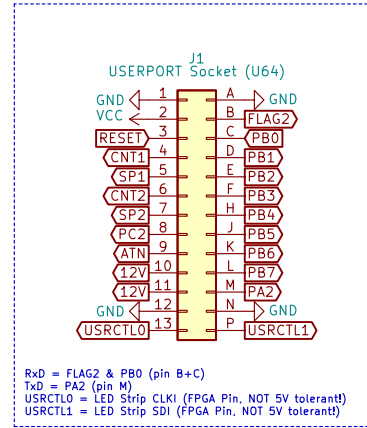 J1
USERPORT Socket (U64)
GND 1 A GND
VCC 2 B FLAG2
RESET 3 C PB0
CNT1 4 D PB1
SP1 5 E PB2
CNT2 6 F PB3
SP2 7 H PB4
PC2 8 J PB5
ATN 9 K PB6
12V 10 L PB7
12V 11 M PA2
GND 12 N GND
USRCTL0 13 P USRCTL1
RxD = FLAG2 & PB0 (pin B+C)
TxD = PA2 (pin M)
USRCTL0 = LED Strip CLKI (FPGA Pin, NOT 5V tolerant!)
USRCTL1 = LED Strip SDI (FPGA Pin, NOT 5V tolerant!)